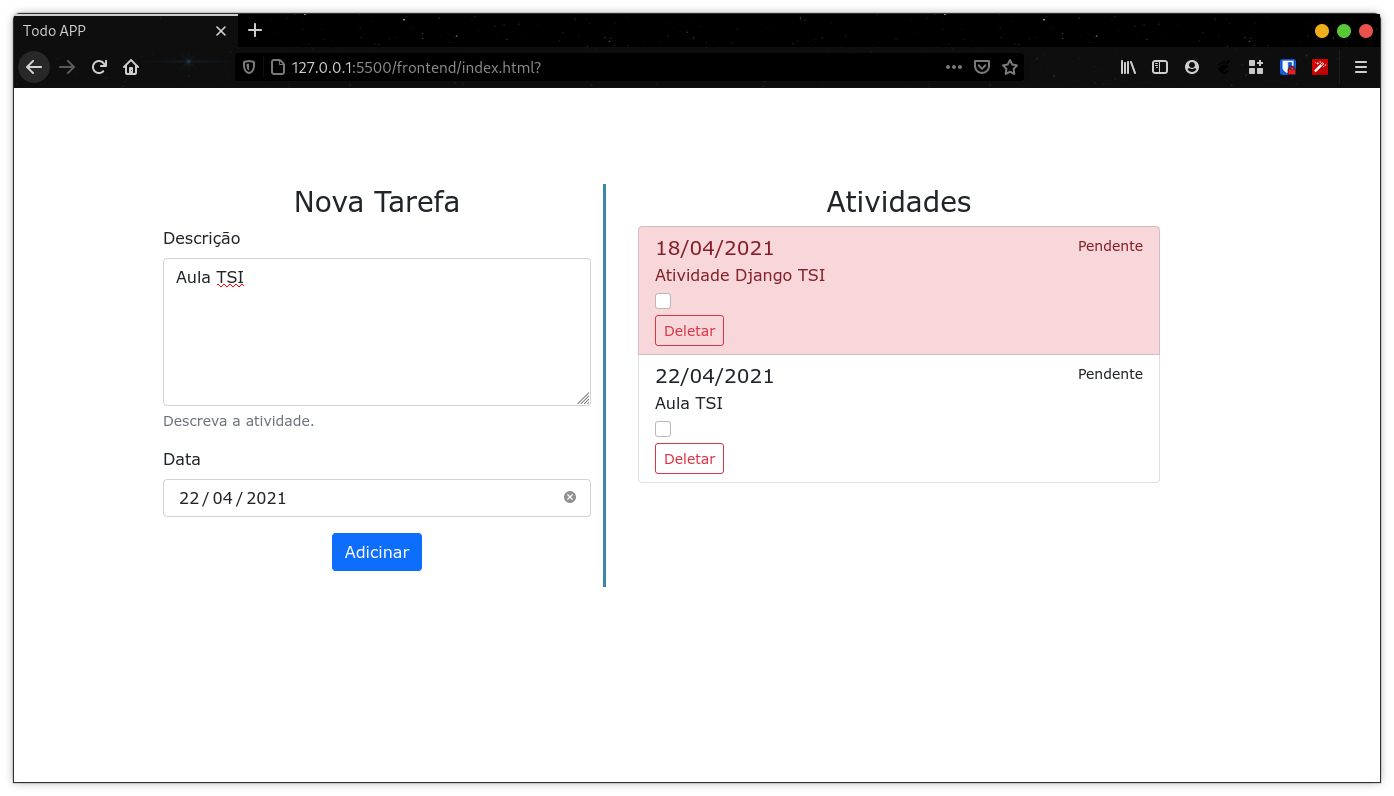 Todo APP
127.0.0.1:5500/frontend/index.html?
Nova Tarefa
Descrição
Aula TSI
Descreva a atividade.
Data
22/04/2021
Adicinar
Atividades
18/04/2021 Pendente
Atividade Django TSI
Deletar
22/04/2021 Pendente
Aula TSI
Deletar